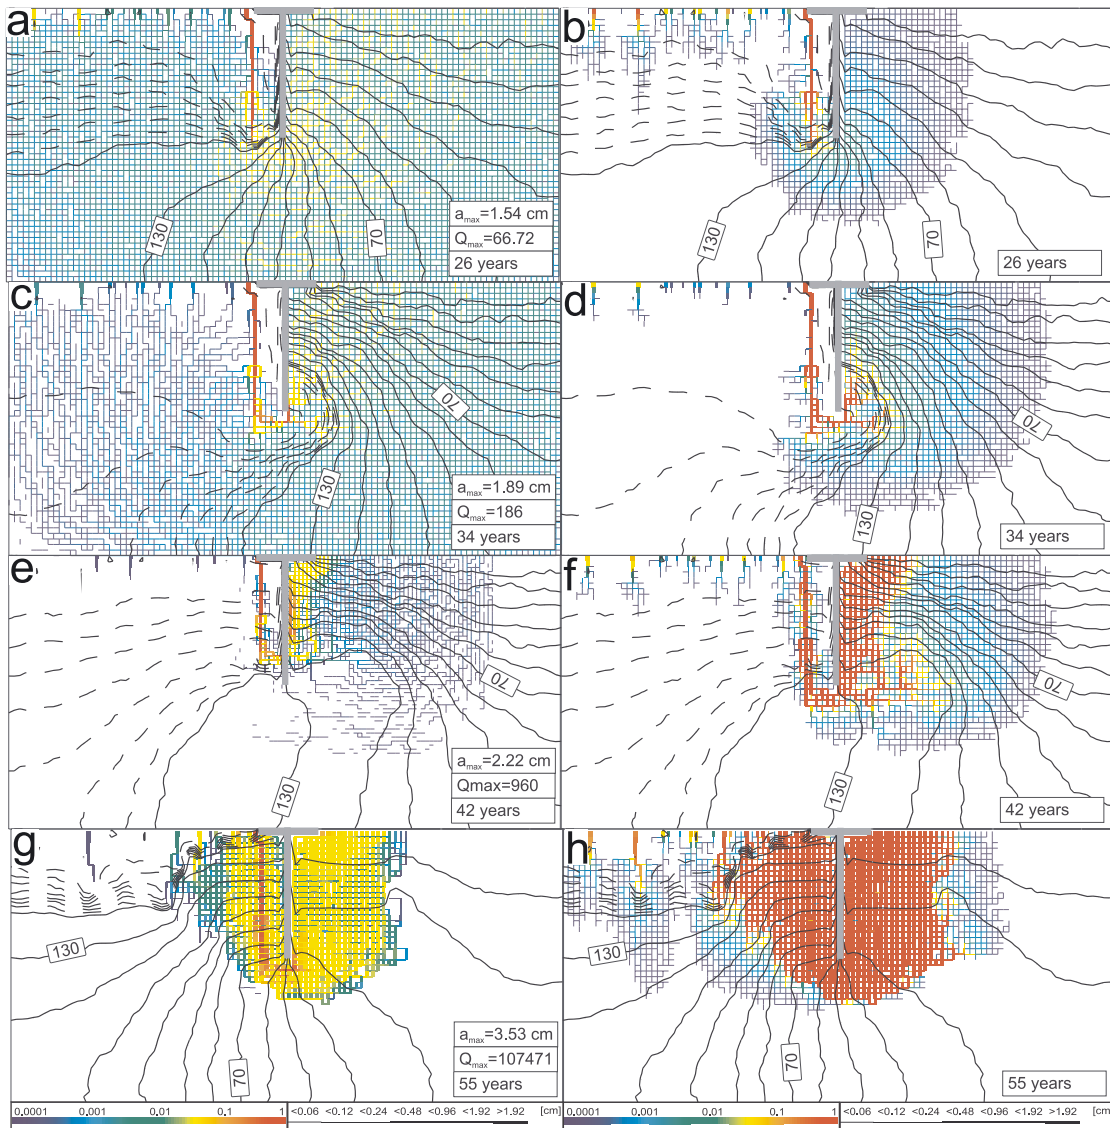 a
130
70
a_max=1.54 cm
Q_max=66.72
26 years
b
130
70
26 years
c
70
130
a_max=1.89 cm
Q_max=186
34 years
d
70
130
34 years
e
70
130
a_max=2.22 cm
Qmax=960
42 years
f
70
130
42 years
g
130
70
a_max=3.53 cm
Q_max=107471
55 years
h
130
70
55 years
0.0001 0.001 0.01 0.1 1 <0.06 <0.12 <0.24 <0.48 <0.96 <1.92 >1.92 [cm]
0.0001 0.001 0.01 0.1 1 <0.06 <0.12 <0.24 <0.48 <0.96 <1.92 >1.92 [cm]